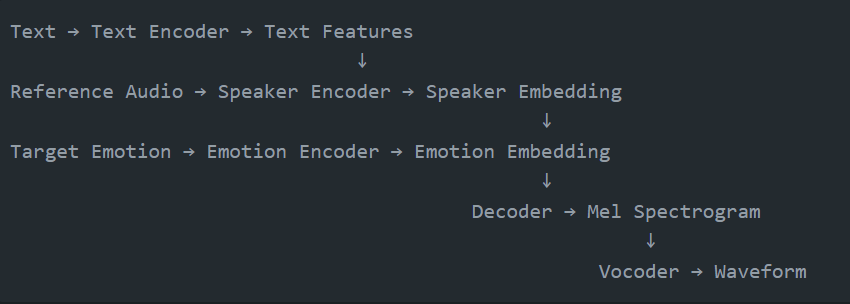 Text → Text Encoder → Text Features
↓
Reference Audio → Speaker Encoder → Speaker Embedding
↓
Target Emotion → Emotion Encoder → Emotion Embedding
↓
Decoder → Mel Spectrogram
↓
Vocoder → Waveform